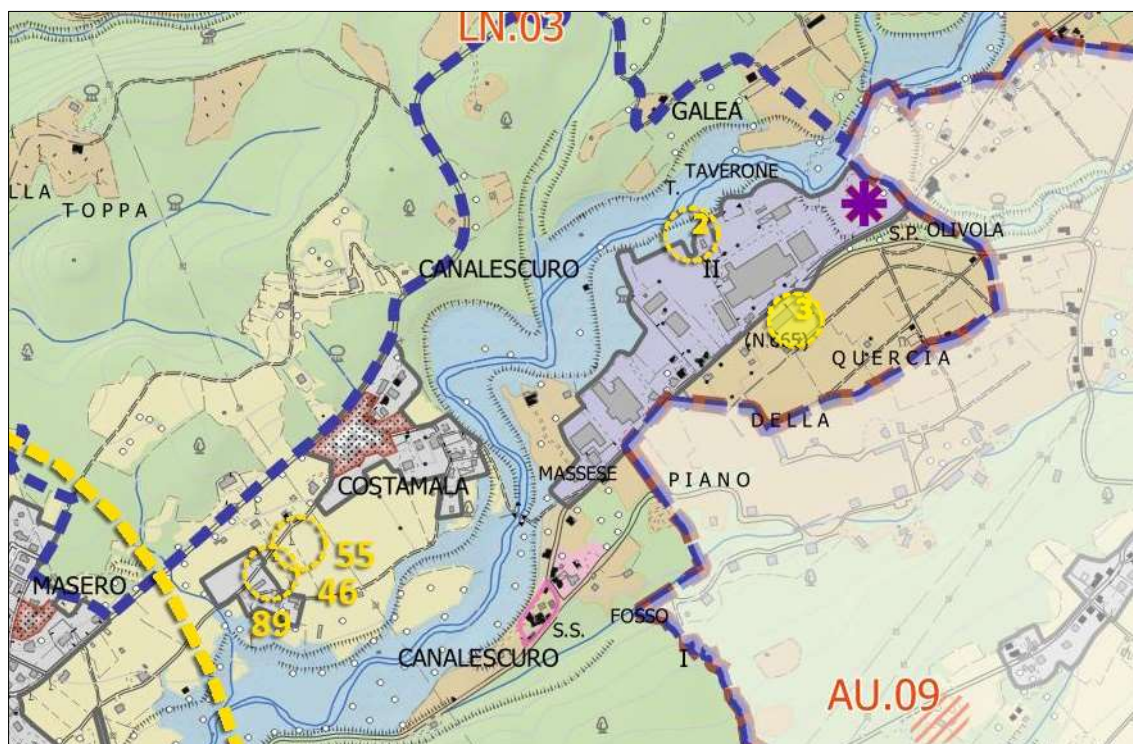 LN.03
GALEA
LLA
TOPPA
TAVERONE
T.
2
S.P. OLIVOLA
CANALESCURO
II
3
QUERCIA
DELLA
MASSESE
PIANO
COSTAMALA
55
46
MASERO
89
FOSSO
S.S.
CANALESCURO
I
AU.09